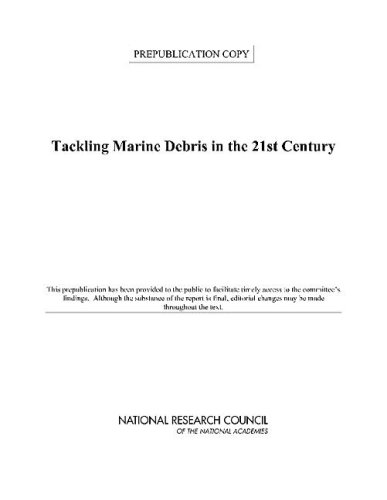 PREPUBLICATION COPY
Tackling Marine Debris in the 21st Century
This prepublication has been provided to the public to facilitate timely access to the committee's
findings. Although the substance of the report is final, editorial changes may be made
throughout the text.
NATIONAL RESEARCH COUNCIL
OF THE NATIONAL ACADEMIES